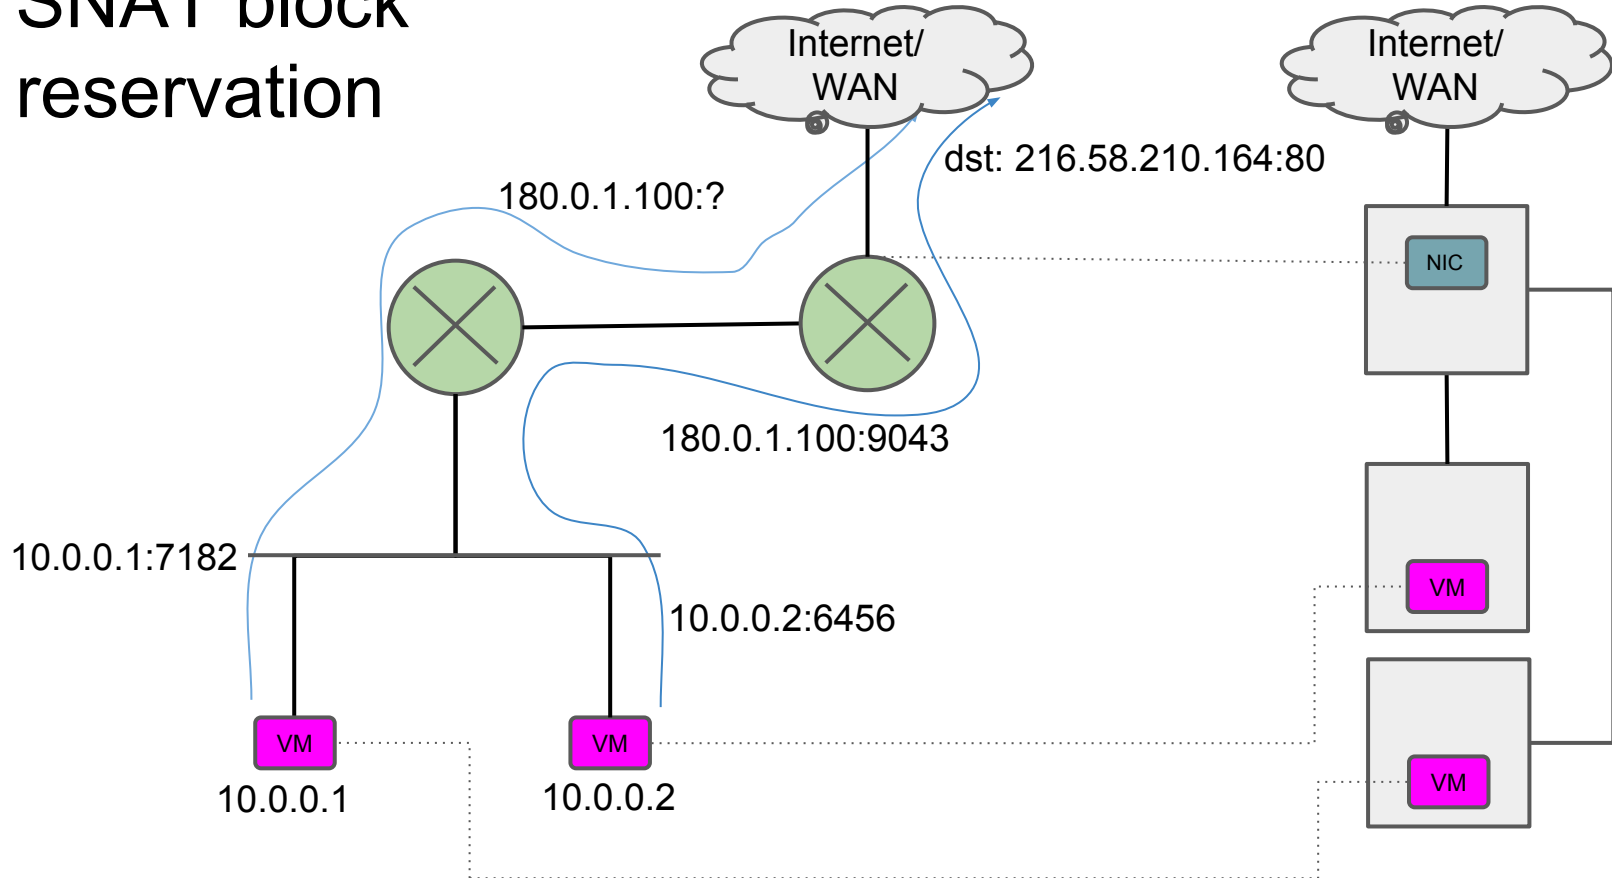 SNAT block
reservation
Internet/
WAN
Internet/
WAN
dst: 216.58.210.164:80
180.0.1.100:?
NIC
180.0.1.100:9043
10.0.0.1:7182
10.0.0.2:6456
VM
VM
VM
VM
10.0.0.1
10.0.0.2